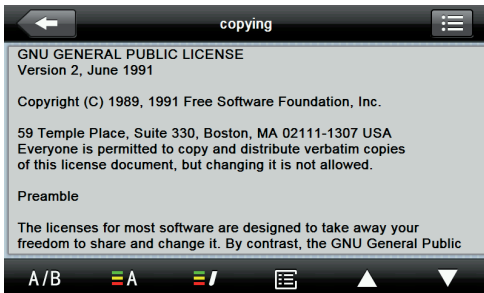 copying
GNU GENERAL PUBLIC LICENSE
Version 2, June 1991
Copyright (C) 1989, 1991 Free Software Foundation, Inc.
59 Temple Place, Suite 330, Boston, MA 02111-1307 USA
Everyone is permitted to copy and distribute verbatim copies
of this license document, but changing it is not allowed.
Preamble
The licenses for most software are designed to take away your
freedom to share and change it. By contrast, the GNU General Public
A/B A